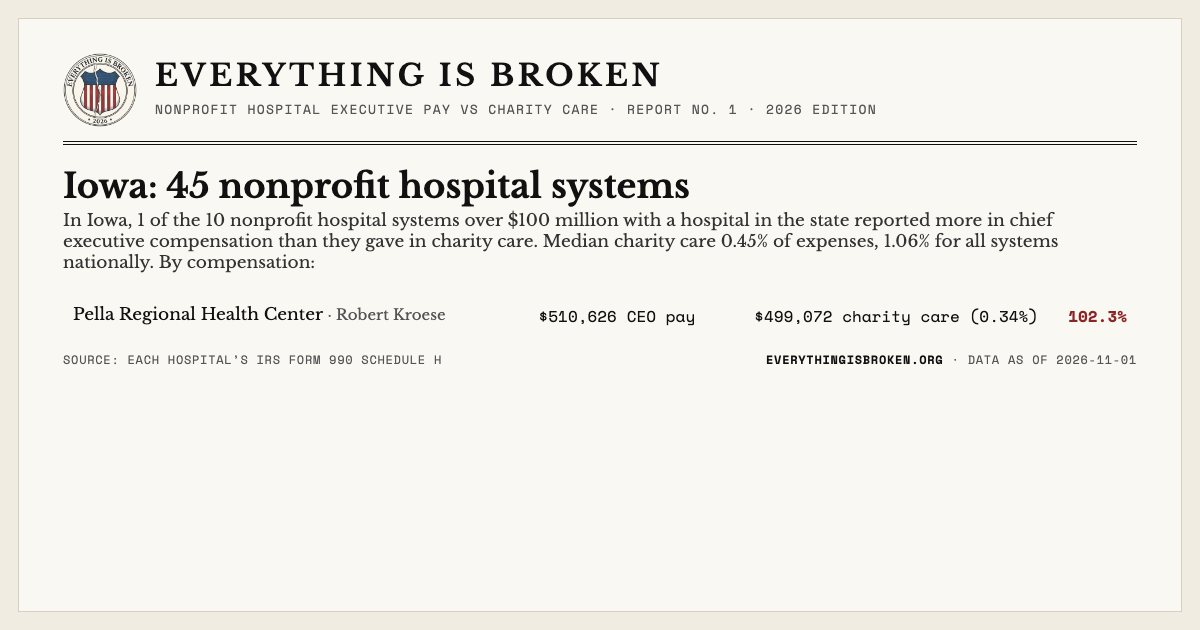 EVERYTHING IS BROKEN
2026
EVERYTHING IS BROKEN
NONPROFIT HOSPITAL EXECUTIVE PAY VS CHARITY CARE · REPORT NO. 1 · 2026 EDITION
Iowa: 45 nonprofit hospital systems
In Iowa, 1 of the 10 nonprofit hospital systems over $100 million with a hospital in the state reported more in chief
executive compensation than they gave in charity care. Median charity care 0.45% of expenses, 1.06% for all systems
nationally. By compensation:
Pella Regional Health Center · Robert Kroese $510,626 CEO pay $499,072 charity care (0.34%) 102.3%
SOURCE: EACH HOSPITAL'S IRS FORM 990 SCHEDULE H EVERYTHINGISBROKEN.ORG · DATA AS OF 2026-11-01